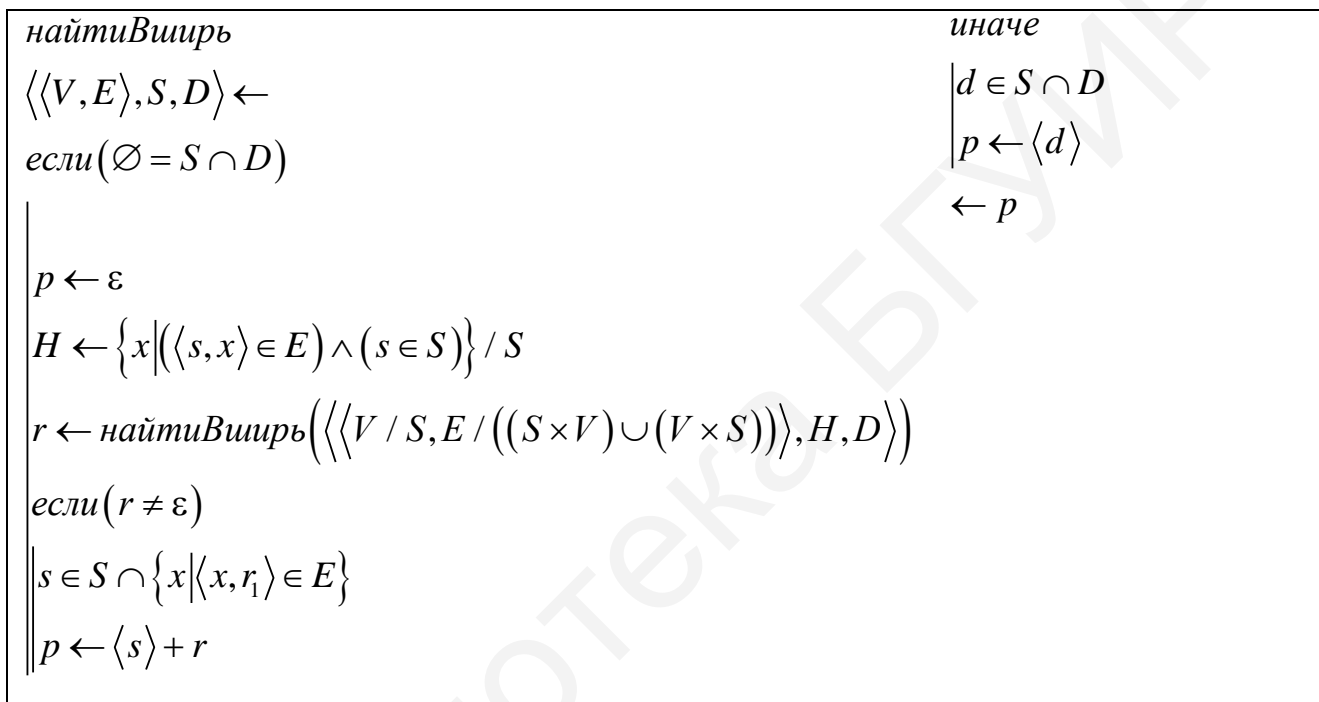 найтиВширь
⟨⟨V,E⟩,S,D⟩ ←
если(∅ = S ∩ D)
p ← ε
H ← {x|(⟨s,x⟩ ∈ E) ∧ (s ∈ S)} / S
r ← найтиВширь(⟨⟨V / S, E / ((S×V) ∪ (V×S))⟩, H, D⟩)
если(r ≠ ε)
s ∈ S ∩ {x|⟨x,r₁⟩ ∈ E}
p ← ⟨s⟩ + r
иначе
d ∈ S ∩ D
p ← ⟨d⟩
← p